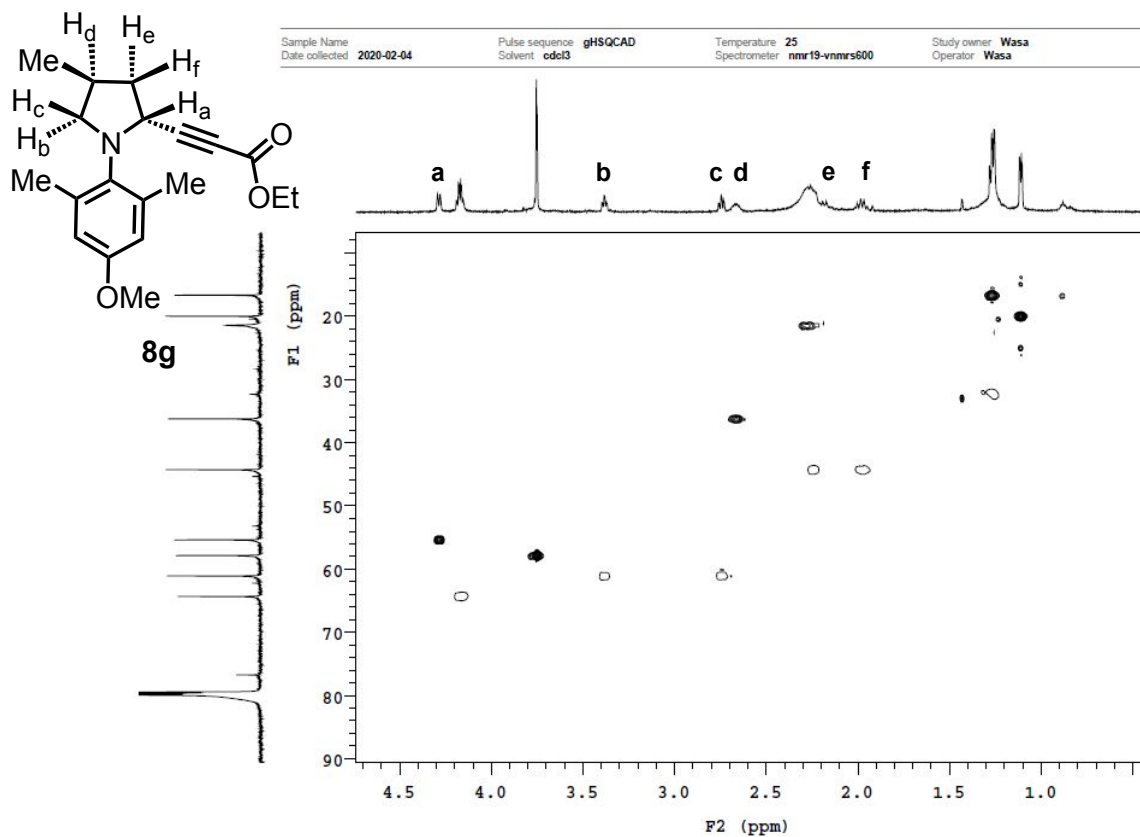 Sample Name
Date collected 2020-02-04
Pulse sequence gHSQCAD
Solvent cdcl3
Temperature 25
Spectrometer nmr19-vnmrs600
Study owner Wasa
Operator Wasa
Hd
He
Me
Hf
Hc
Ha
Hb
N
O
Me
Me
OEt
OMe
8g
a
b
c
d
e
f
F1 (ppm)
20
30
40
50
60
70
80
90
4.5
4.0
3.5
3.0
2.5
2.0
1.5
1.0
F2 (ppm)